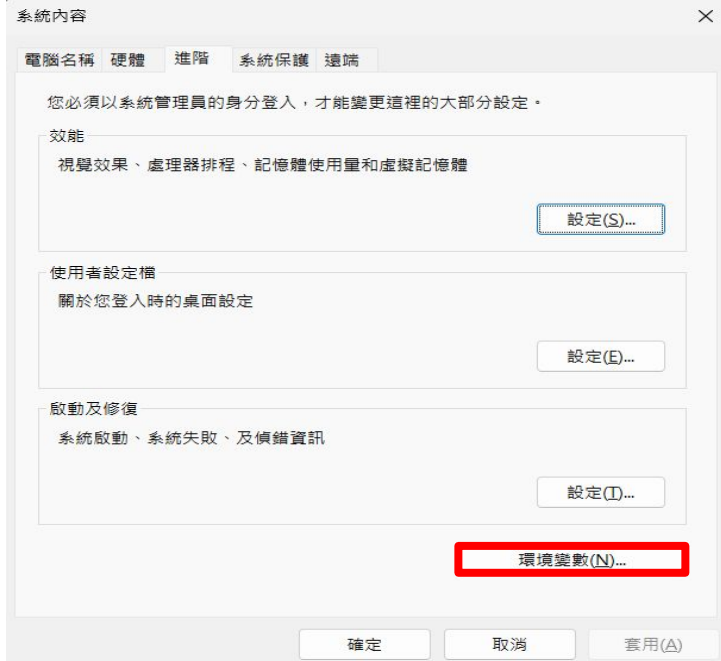 系統內容
電腦名稱 硬體 進階 系統保護 遠端
您必須以系統管理員的身分登入，才能變更這裡的大部分設定。
效能
視覺效果、處理器排程、記憶體使用量和虛擬記憶體
設定(S)...
使用者設定檔
關於您登入時的桌面設定
設定(E)...
啟動及修復
系統啟動、系統失敗、及偵錯資訊
設定(T)...
環境變數(N)...
確定 取消 套用(A)